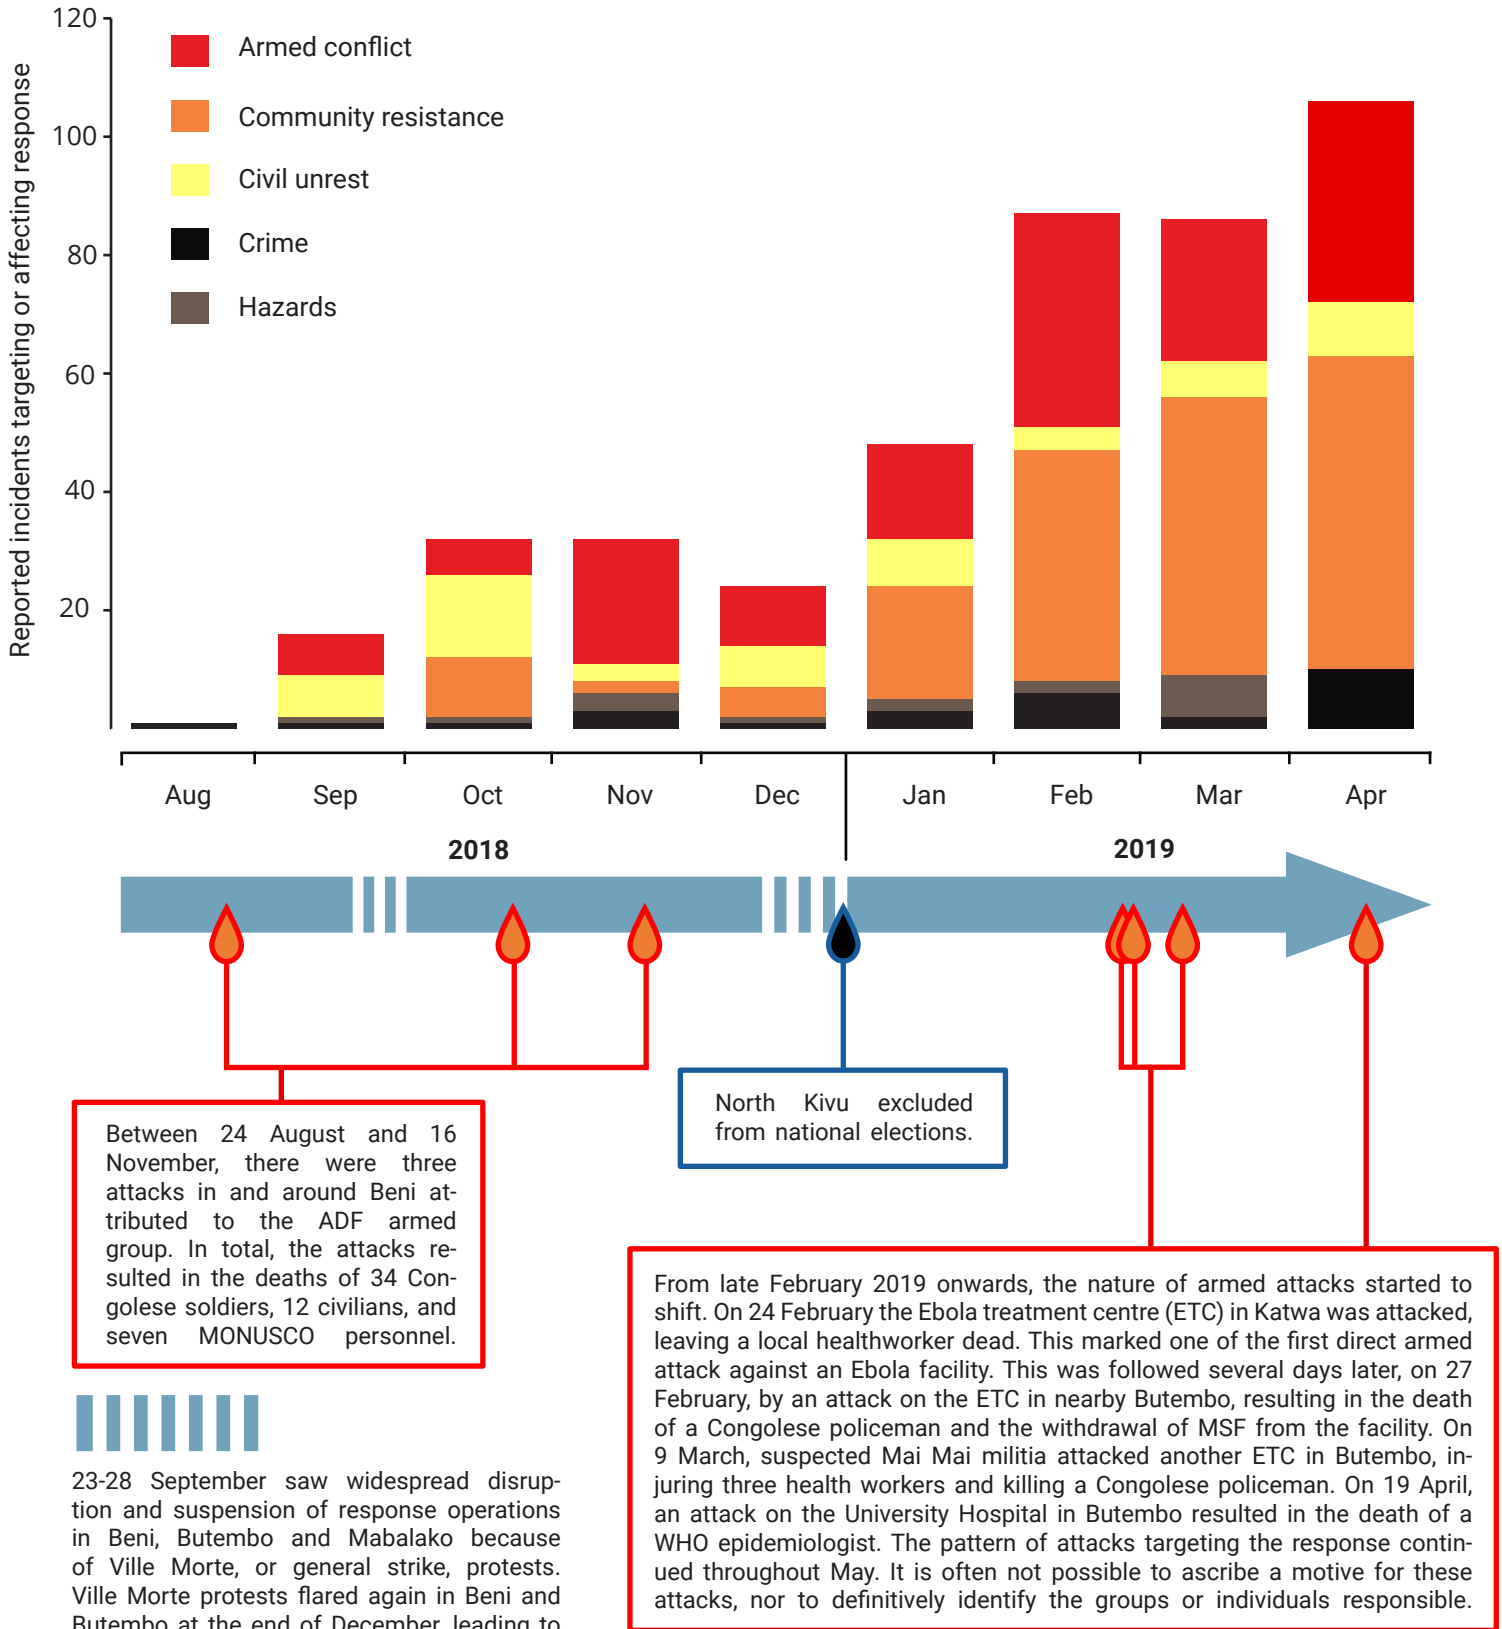 120
100
80
60
40
20
Reported incidents targeting or affecting response
Armed conflict
Community resistance
Civil unrest
Crime
Hazards
Aug Sep Oct Nov Dec Jan Feb Mar Apr
2018 2019
Between 24 August and 16
November, there were three
attacks in and around Beni at-
tributed to the ADF armed
group. In total, the attacks re-
sulted in the deaths of 34 Con-
golese soldiers, 12 civilians, and
seven MONUSCO personnel.
North Kivu excluded
from national elections.
From late February 2019 onwards, the nature of armed attacks started to
shift. On 24 February the Ebola treatment centre (ETC) in Katwa was attacked,
leaving a local healthworker dead. This marked one of the first direct armed
attack against an Ebola facility. This was followed several days later, on 27
February, by an attack on the ETC in nearby Butembo, resulting in the death
of a Congolese policeman and the withdrawal of MSF from the facility. On
9 March, suspected Mai Mai militia attacked another ETC in Butembo, in-
juring three health workers and killing a Congolese policeman. On 19 April,
an attack on the University Hospital in Butembo resulted in the death of a
WHO epidemiologist. The pattern of attacks targeting the response contin-
ued throughout May. It is often not possible to ascribe a motive for these
attacks, nor to definitively identify the groups or individuals responsible.
23-28 September saw widespread disrup-
tion and suspension of response operations
in Beni, Butembo and Mabalako because
of Ville Morte, or general strike, protests.
Ville Morte protests flared again in Beni and
Butembo at the end of December, leading to